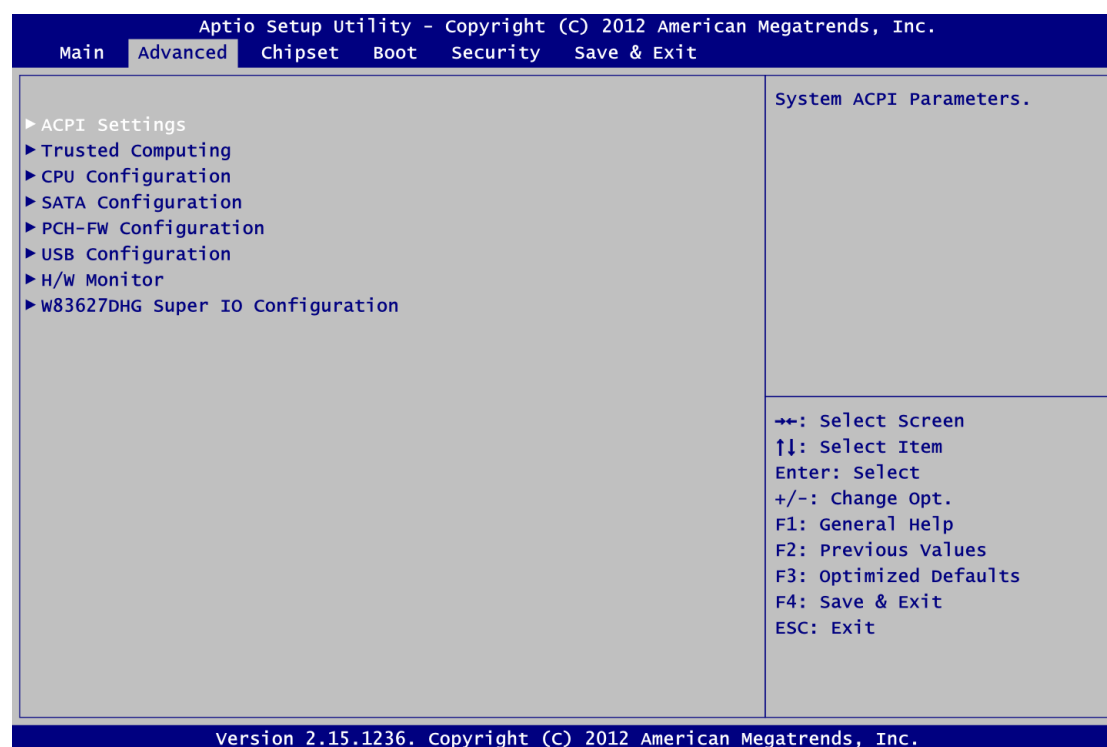 Aptio Setup Utility - Copyright (C) 2012 American Megatrends, Inc.
Main Advanced Chipset Boot Security Save & Exit
System ACPI Parameters.
►ACPI Settings
►Trusted Computing
►CPU Configuration
►SATA Configuration
►PCH-FW Configuration
►USB Configuration
►H/W Monitor
►W83627DHG Super IO Configuration
→←: Select Screen
↑↓: Select Item
Enter: Select
+/-: Change Opt.
F1: General Help
F2: Previous Values
F3: Optimized Defaults
F4: Save & Exit
ESC: Exit
Version 2.15.1236. Copyright (C) 2012 American Megatrends, Inc.